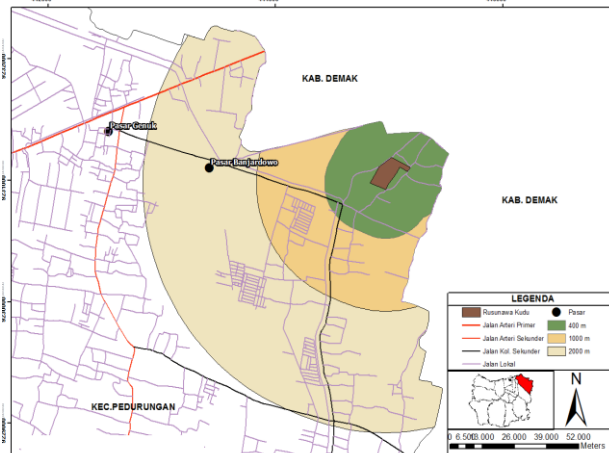 KAB. DEMAK
Pasar Genuk
Pasar Banjardowo
KAB. DEMAK
KEC.PEDURUNGAN
LEGENDA
Rusunawa Kudu
Pasar
Jalan Arteri Primer
400 m
Jalan Arteri Sekunder
1000 m
Jalan Kol. Sekunder
2000 m
Jalan Lokal
N
0 6.500 13.000 26.000 39.000 52.000
Meters